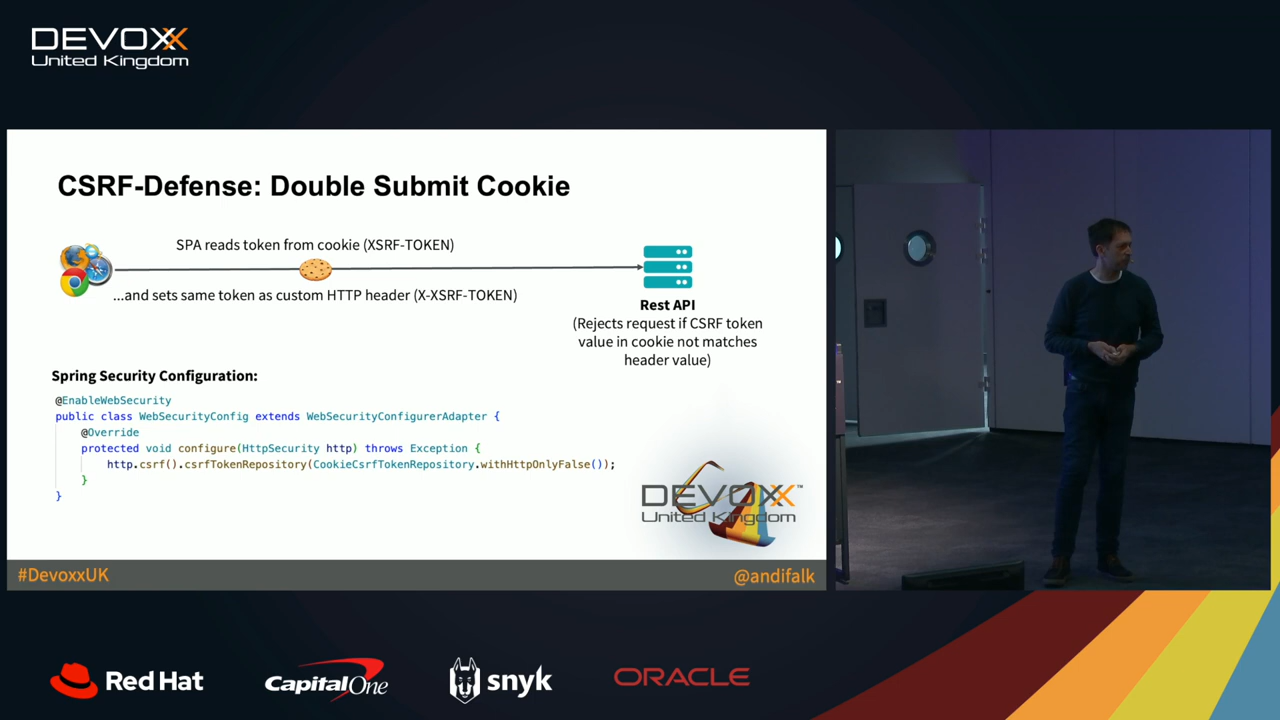 DEVOXX
United Kingdom
CSRF-Defense: Double Submit Cookie
SPA reads token from cookie (XSRF-TOKEN)
...and sets same token as custom HTTP header (X-XSRF-TOKEN)
Rest API
(Rejects request if CSRF token
value in cookie not matches
header value)
Spring Security Configuration:
@EnableWebSecurity
public class WebSecurityConfig extends WebSecurityConfigurerAdapter {
@Override
protected void configure(HttpSecurity http) throws Exception {
http.csrf().csrfTokenRepository(CookieCsrfTokenRepository.withHttpOnlyFalse());
}
}
DEVOXX™
United Kingdom
#DevoxxUK
@andifalk
Red Hat
Capital One
snyk
ORACLE